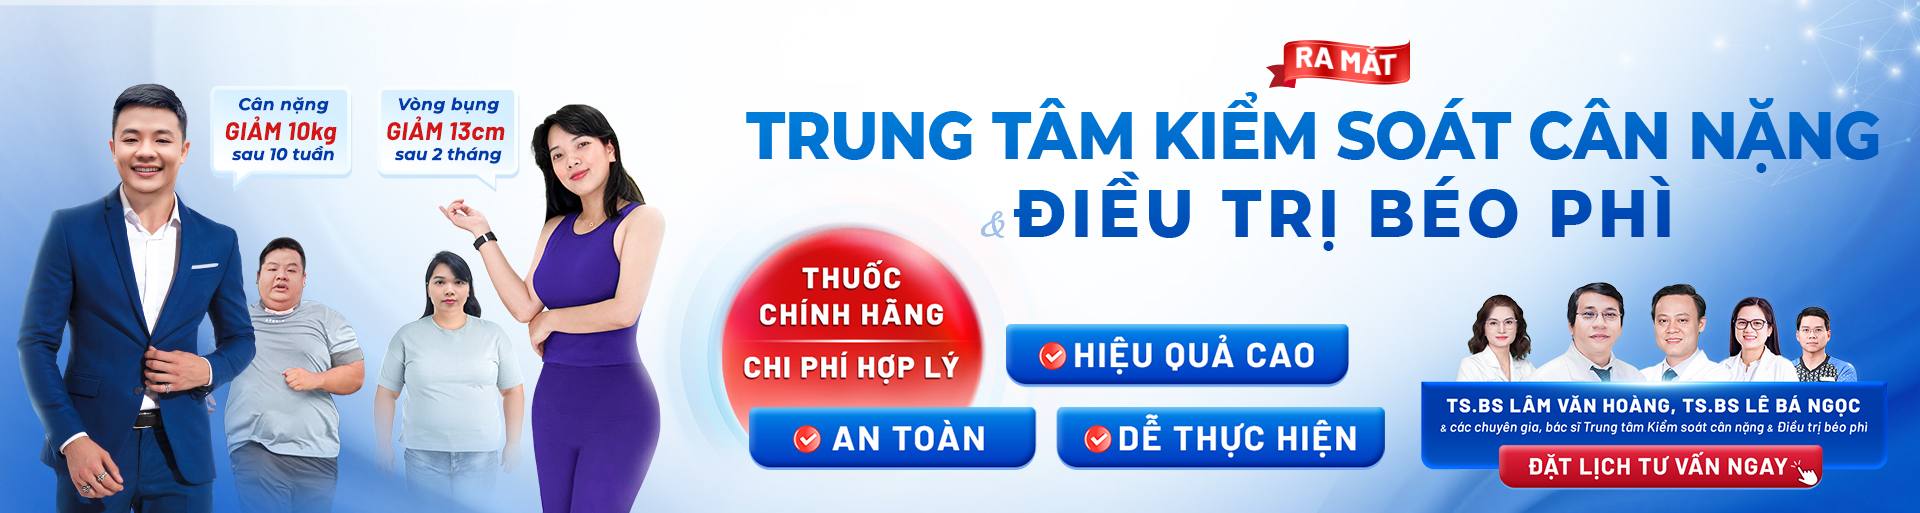 Cân nặng
GIẢM 10kg
sau 10 tuần
Vòng bụng
GIẢM 13cm
sau 2 tháng
RA MẮT
TRUNG TÂM KIỂM SOÁT CÂN NẶNG
& ĐIỀU TRỊ BÉO PHÌ
THUỐC
CHÍNH HÃNG
CHI PHÍ HỢP LÝ
HIỆU QUẢ CAO
AN TOÀN
DỄ THỰC HIỆN
TS.BS LÂM VĂN HOÀNG, TS.BS LÊ BÁ NGỌC
& các chuyên gia, bác sĩ Trung tâm Kiểm soát cân nặng & Điều trị béo phì
ĐẶT LỊCH TƯ VẤN NGAY